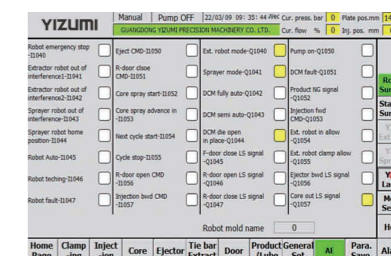 YIZUMI
Manual
Pump OFF
22/03/09 09: 35: 44 Wed
Cur. press. bar 0
Plate pos.mm
GUANGDONG YIZUMI PRECISION MACHINERY CO. LTD.
Cur. flow % 0
Inj. pos. mm
Robot emergency stop
-I1040
Eject CMD-I1050
Ext. robot mode-Q1040
Pump on-Q1050
Extractor robot out of
interference1-I1041
R-door close
CMD-I1051
Sprayer mode-Q1041
DCM fault-Q1051
Extractor robot out of
interference2-I1042
Core spray start-I1052
DCM fully auto-Q1042
Product NG signal
-Q1052
Sprayer robot out of
interference-I1043
Core spray advance in
-I1053
DCM semi auto-Q1043
Injection fwd
CMD-Q1053
Sprayer robot home
position-I1044
Next cycle start-I1054
DCM die open
in place-Q1044
Ext. robot in allow
-Q1054
Robot Auto-I1045
Cycle stop-I1055
F-door close LS signal
-Q1045
Ext. robot clamp allow
-Q1055
Robot teching-I1046
R-door open CMD
-I1056
R-door open LS signal
-Q1046
Ejector bwd LS signal
-Q1056
Robot fault-I1047
Injection bwd CMD
-I1057
R-door close LS signal
-Q1047
Core out LS signal
-Q1057
Robot mold name 0
Home
Page
Clamp
-ing
Inject
-ion
Core
Ejector
Tie bar
Extract
Door
Product
/Lube
General
Set
AE
Para.
Save